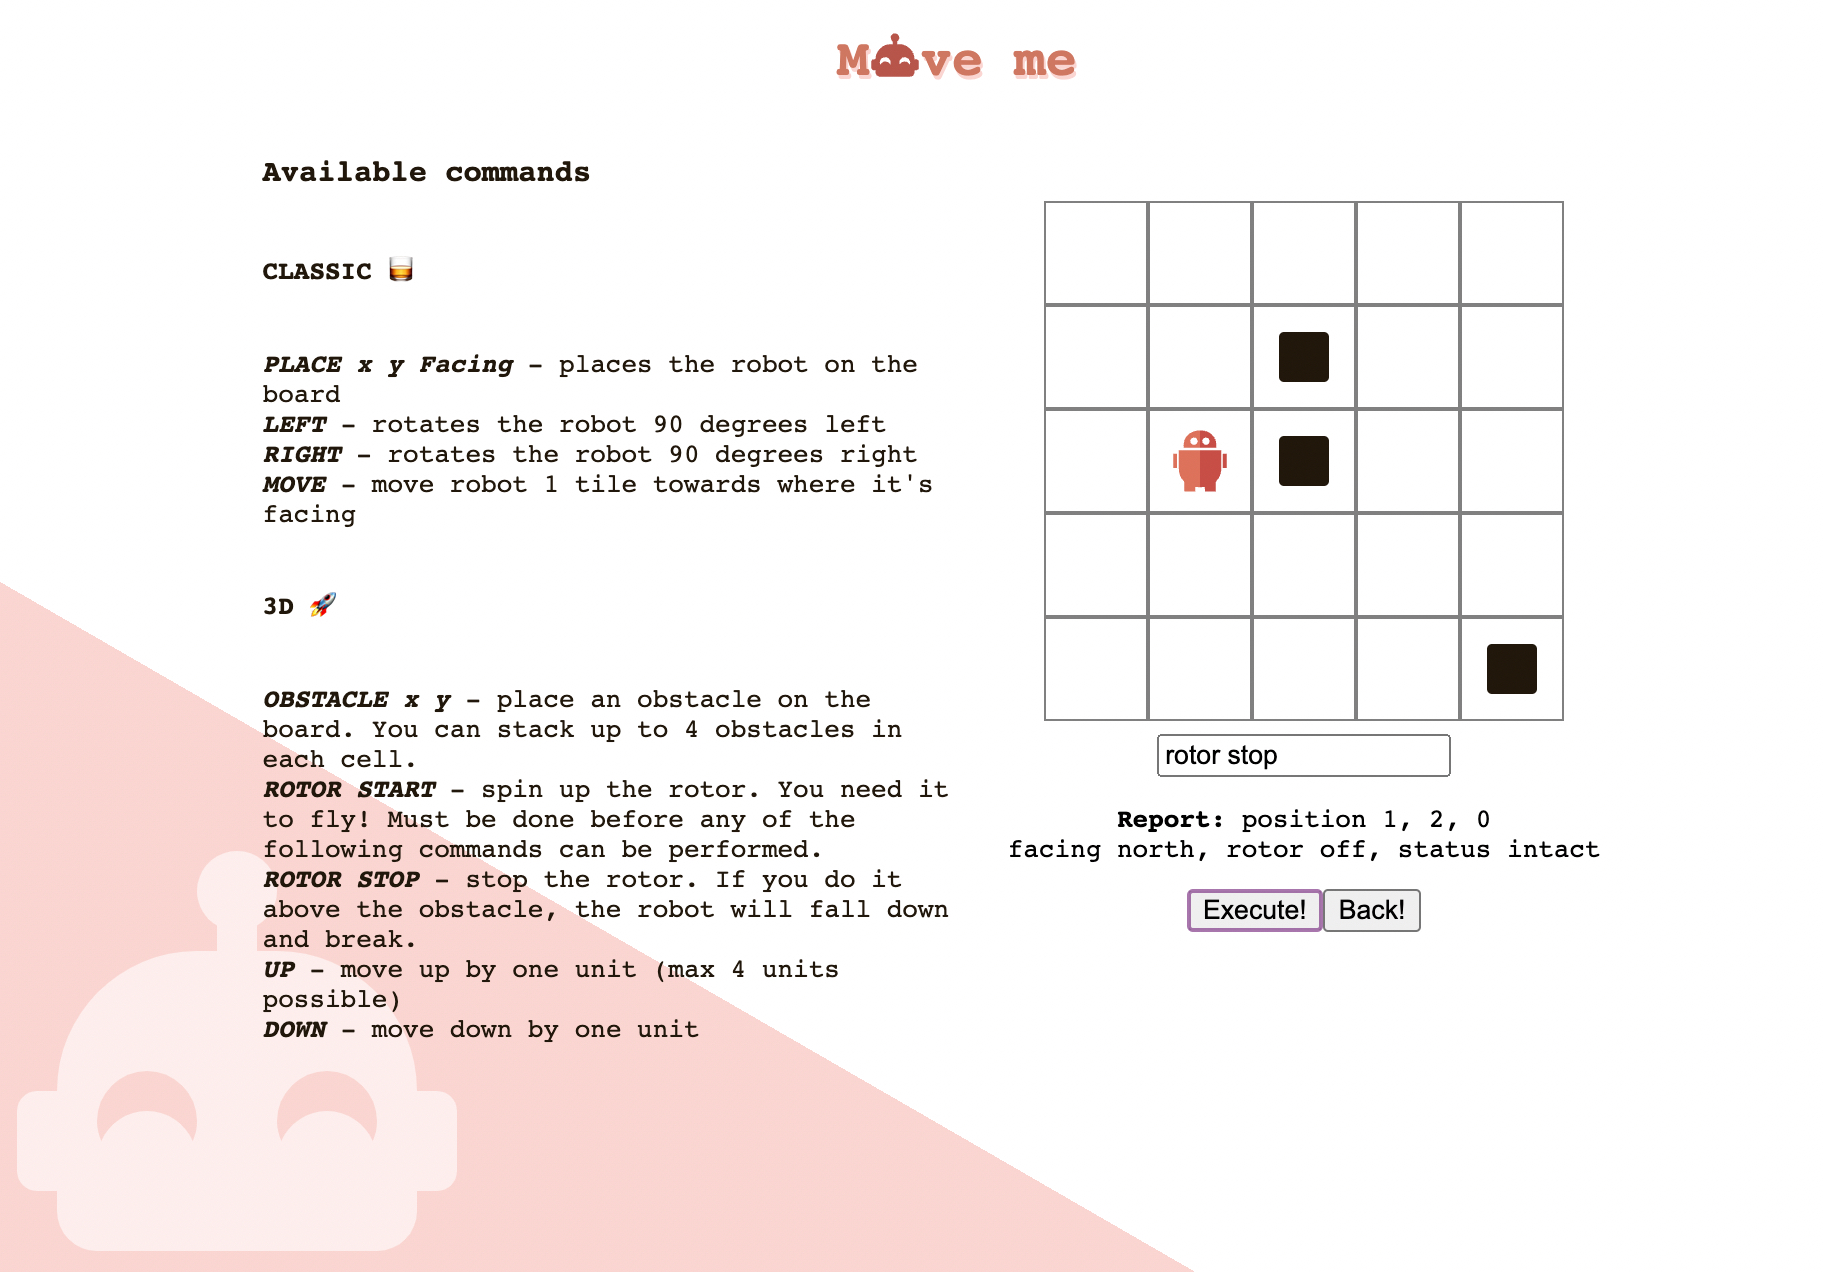 M ve me
Available commands
CLASSIC
PLACE x y Facing - places the robot on the
board
LEFT - rotates the robot 90 degrees left
RIGHT - rotates the robot 90 degrees right
MOVE - move robot 1 tile towards where it's
facing
3D
OBSTACLE x y - place an obstacle on the
board. You can stack up to 4 obstacles in
each cell.
ROTOR START - spin up the rotor. You need it
to fly! Must be done before any of the
following commands can be performed.
ROTOR STOP - stop the rotor. If you do it
above the obstacle, the robot will fall down
and break.
UP - move up by one unit (max 4 units
possible)
DOWN - move down by one unit
rotor stop
Report: position 1, 2, 0
facing north, rotor off, status intact
Execute! Back!